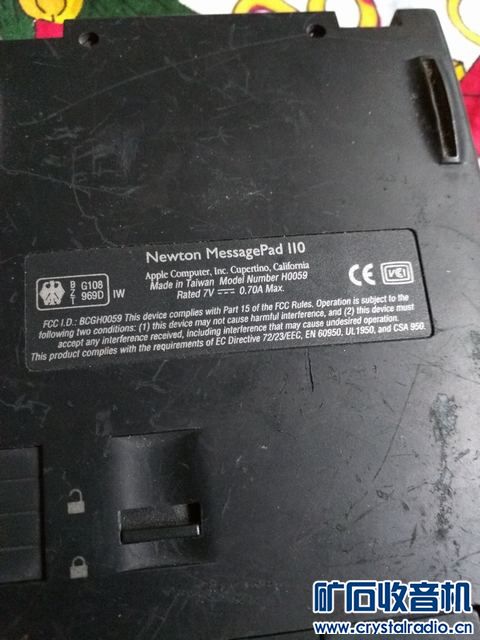 Newton MessagePad 110
Apple Computer, Inc. Cupertino, California
Made in Taiwan Model Number H0059
Rated 7V ⎓ 0.70A Max.
BZT G108 969D IW
CE VCCI
FCC I.D.: BCGH0059 This device complies with Part 15 of the FCC Rules. Operation is subject to the
following two conditions: (1) this device may not cause harmful interference, and (2) this device must
accept any interference received, including interference that may cause undesired operation.
This product complies with the requirements of EC Directive 72/23/EEC, EN 60950, UL1950, and CSA 950.
矿石收音机
www.crystalradio.cn